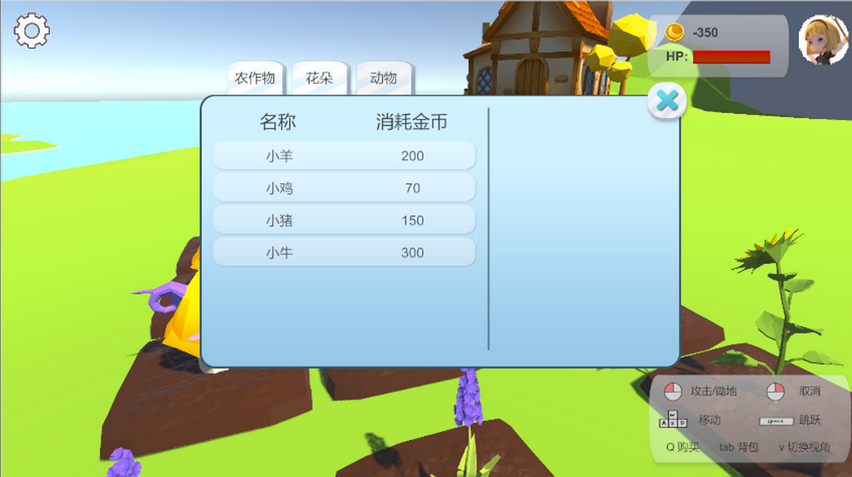 -350
HP:
农作物 花朵 动物
名称 消耗金币
小羊 200
小鸡 70
小猪 150
小牛 300
攻击/锄地 取消
W
A S D 移动 space 跳跃
Q 购买 tab 背包 v 切换视角